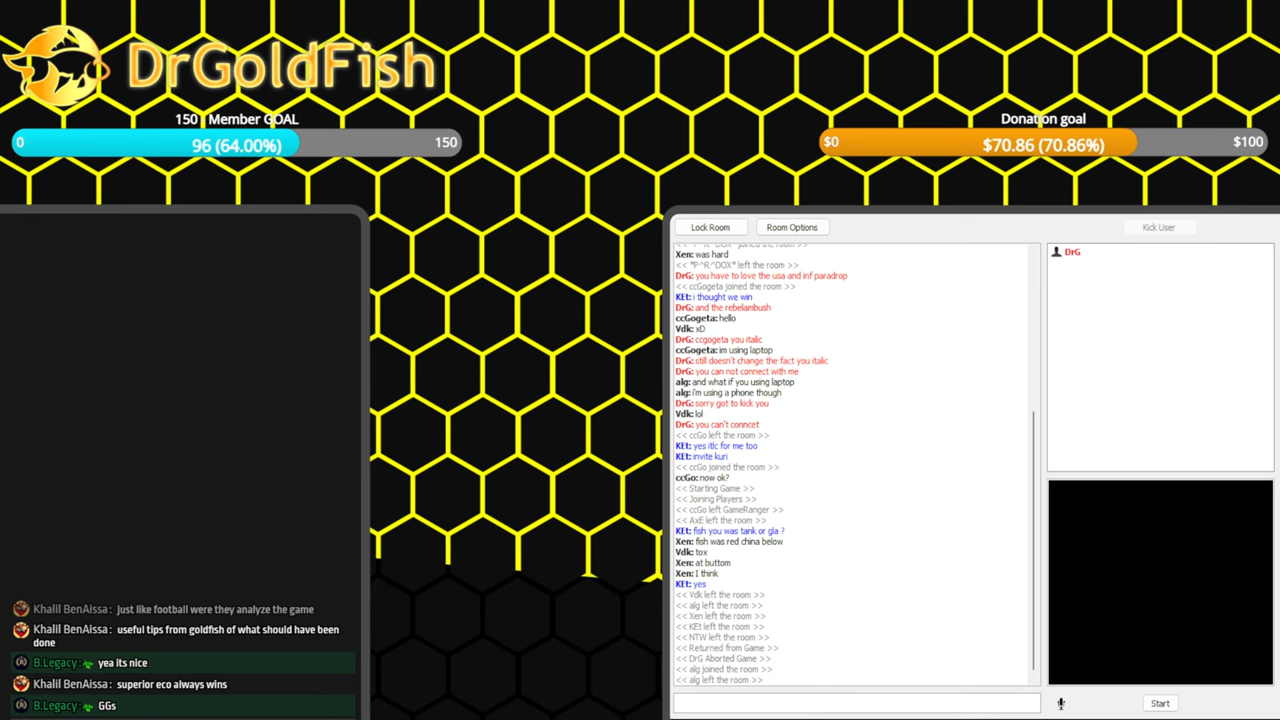 DrGoldFish
150 Member GOAL
0 96 (64.00%) 150
Donation goal
$0 $70.86 (70.86%) $100
Lock Room
Room Options
Kick User
Xen: was hard
<< *P^R^DOX* left the room >>
DrG: you have to love the usa and inf paradrop
<< ccGogeta joined the room >>
KEt: i thought we win
DrG: and the rebelambush
ccGogeta: hello
Vdk: xD
DrG: ccgogeta you italic
ccGogeta: im using laptop
DrG: still doesn't change the fact you italic
DrG: you can not connect with me
alg: and what if you using laptop
alg: i'm using a phone though
DrG: sorry got to kick you
Vdk: lol
DrG: you can't conncet
<< ccGo left the room >>
KEt: yes itlc for me too
KEt: invite kuri
<< ccGo joined the room >>
ccGo: now ok?
<< Starting Game >>
<< Joining Players >>
<< ccGo left GameRanger >>
<< AxE left the room >>
KEt: fish you was tank or gla ?
Xen: fish was red china below
Vdk: tox
Xen: at buttom
Xen: I think
KEt: yes
<< Vdk left the room >>
<< alg left the room >>
<< Xen left the room >>
<< KEt left the room >>
<< NTW left the room >>
<< Returned from Game >>
<< DrG Aborted Game >>
<< alg joined the room >>
<< alg left the room >>
DrG
Start
Khalil BenAissa: just like football were they analyze the game
Khalil BenAissa: useful tips from goldfish of what should have been
done
B.Legacy: yea its nice
Khalil BenAissa: superior eco always wins
B.Legacy: GGs